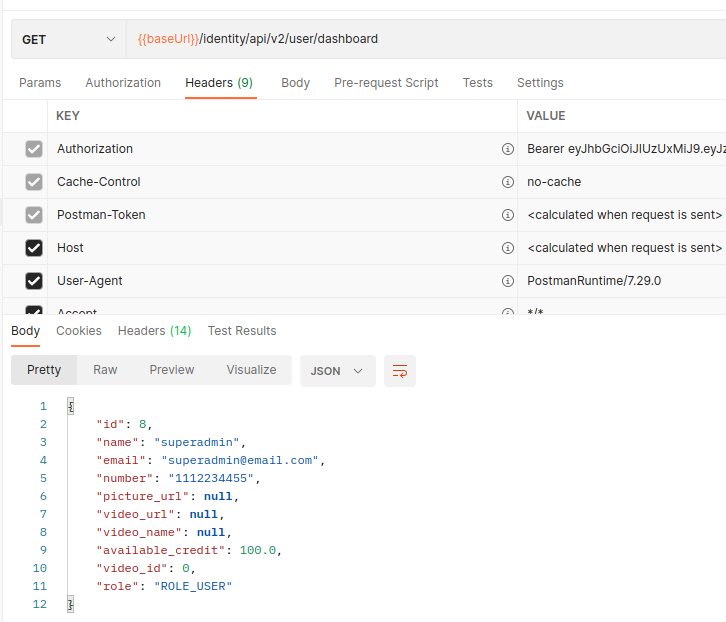 GET {{baseUrl}}/identity/api/v2/user/dashboard
Params Authorization Headers (9) Body Pre-request Script Tests Settings
KEY VALUE
Authorization Bearer eyJhbGciOiJIUzUxMiJ9.eyJz
Cache-Control no-cache
Postman-Token <calculated when request is sent>
Host <calculated when request is sent>
User-Agent PostmanRuntime/7.29.0
Accept */*
Body Cookies Headers (14) Test Results
Pretty Raw Preview Visualize JSON
1 {
2 "id": 8,
3 "name": "superadmin",
4 "email": "superadmin@email.com",
5 "number": "1112234455",
6 "picture_url": null,
7 "video_url": null,
8 "video_name": null,
9 "available_credit": 100.0,
10 "video_id": 0,
11 "role": "ROLE_USER"
12 }